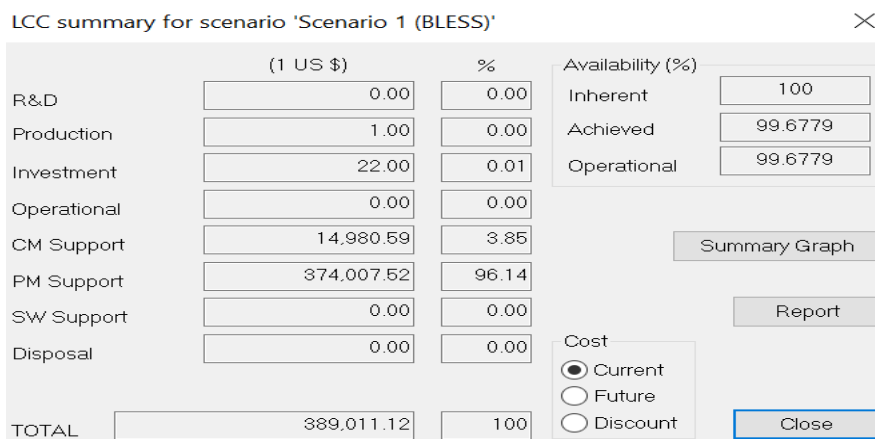 LCC summary for scenario 'Scenario 1 (BLESS)'
(1 US $) % Availability (%)
R&D 0.00 0.00 Inherent 100
Production 1.00 0.00 Achieved 99.6779
Investment 22.00 0.01 Operational 99.6779
Operational 0.00 0.00
CM Support 14,980.59 3.85 Summary Graph
PM Support 374,007.52 96.14
SW Support 0.00 0.00 Report
Disposal 0.00 0.00 Cost
Current
Future
TOTAL 389,011.12 100 Discount Close